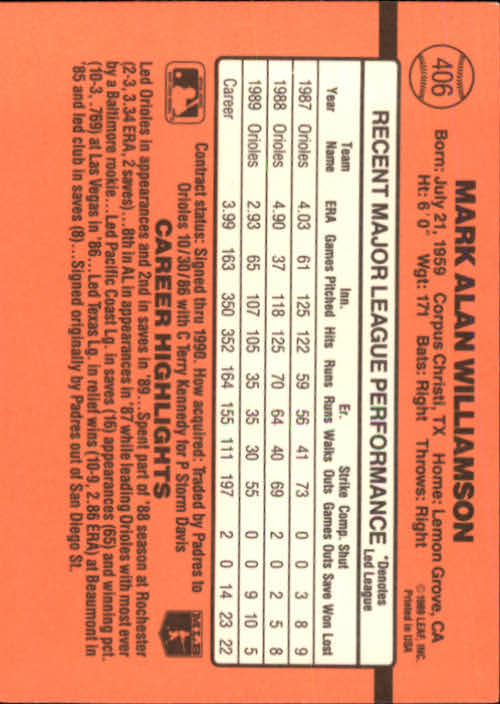 406
MARK ALAN WILLIAMSON
Born: July 21, 1959 Corpus Christi, TX Home: Lemon Grove, CA
Ht: 6'0" Wgt: 171 Bats: Right Throws: Right
© 1989 LEAF, INC.
Printed in USA
RECENT MAJOR LEAGUE PERFORMANCE
*Denotes
Led League
Team Inn. Er. Strike Comp. Shut
Year Name ERA Games Pitched Hits Runs Runs Walks Outs Games Outs Save Won Lost
1987 Orioles 4.03 61 125 122 59 56 41 73 0 0 3 8 9
1988 Orioles 4.90 37 118 125 70 64 40 69 2 0 2 5 8
1989 Orioles 2.93 65 107 105 35 35 30 55 0 0 9 10 5
Career 3.99 163 350 352 164 155 111 197 2 0 14 23 22
Contract status: Signed thru 1990. How acquired: Traded by Padres to
Orioles 10/30/86 with C Terry Kennedy for P Storm Davis
MLB
CAREER HIGHLIGHTS
Led Orioles in appearances and 2nd in saves in '89...Spent part of '88 season at Rochester
(2-3, 3.34 ERA, 2 saves)...8th in AL in appearances in '87 while leading Orioles with most ever
by a Baltimore rookie...Led Pacific Coast Lg. in saves (16) appearances (65) and winning pct.
(10-3, .769) at Las Vegas in '86...Led Texas Lg. in relief wins (10-9, 2.86 ERA) at Beaumont in
'85 and led club in saves (8)...Signed originally by Padres out of San Diego St.